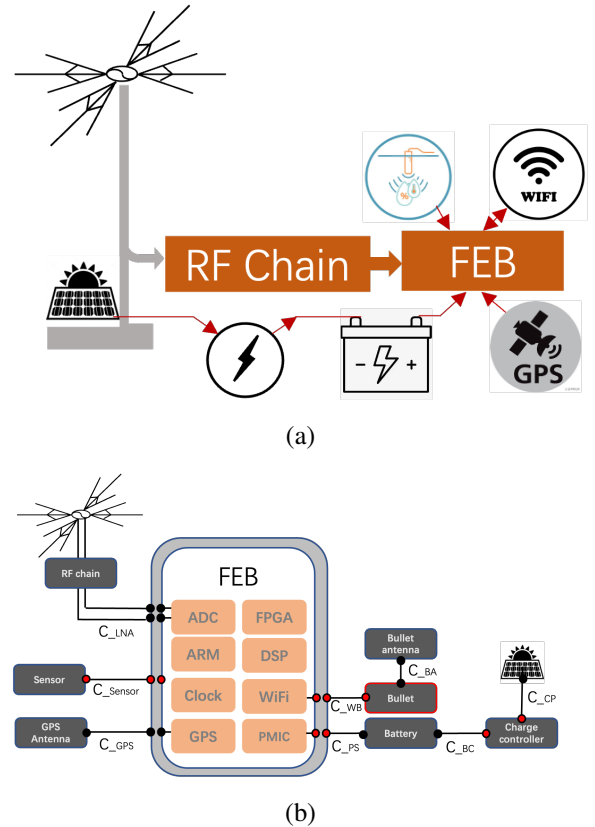 %
WIFI
RF Chain
FEB
- +
GPS
(a)
FEB
RF chain
ADC
FPGA
C_LNA
ARM
DSP
Bullet
antenna
C_BA
Sensor
C_Sensor
Clock
WiFi
C_WB
Bullet
C_CP
GPS
Antenna
C_GPS
GPS
PMIC
C_PS
Battery
C_BC
Charge
controller
(b)